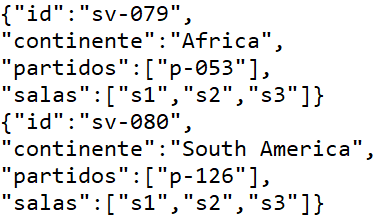 {"id":"sv-079",
"continente":"Africa",
"partidos":["p-053"],
"salas":["s1","s2","s3"]}
{"id":"sv-080",
"continente":"South America",
"partidos":["p-126"],
"salas":["s1","s2","s3"]}